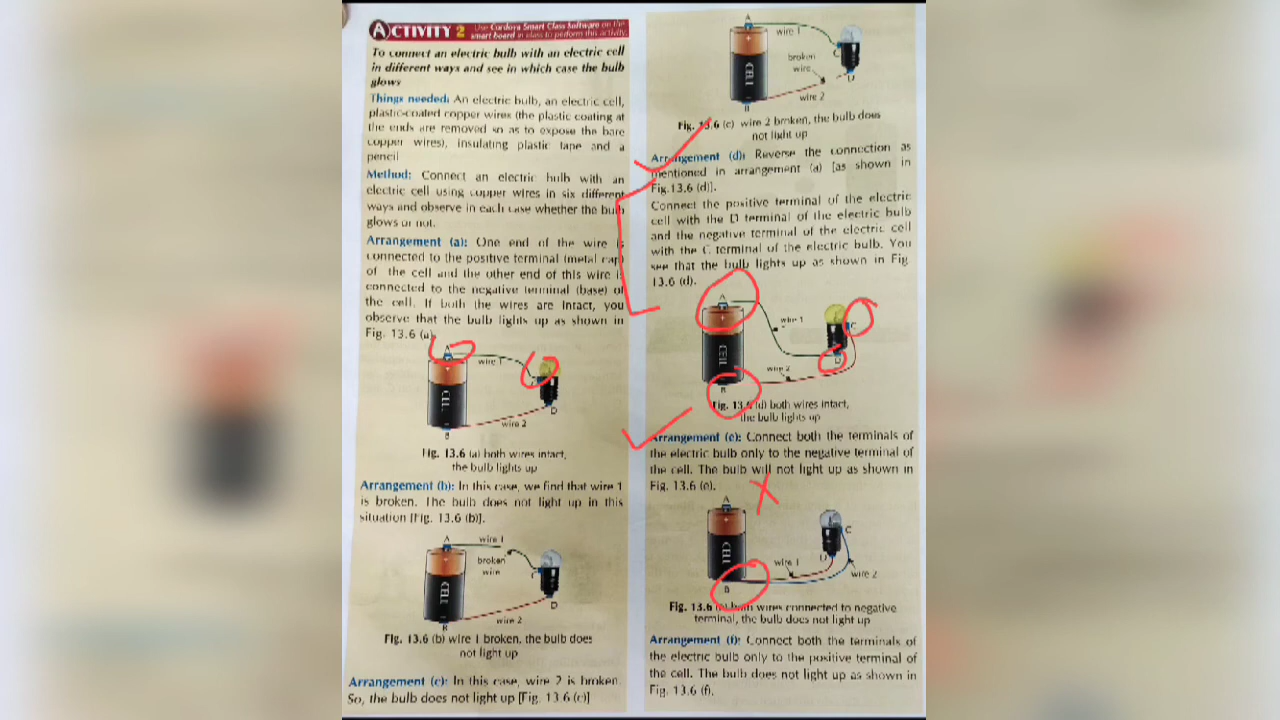 ACTIVITY 2 Use Cordova Smart Class Software on the
smart board in class to perform this activity.
To connect an electric bulb with an electric cell
in different ways and see in which case the bulb
glows
Things needed: An electric bulb, an electric cell,
plastic-coated copper wires (the plastic coating at
the ends are removed so as to expose the bare
copper wires), insulating plastic tape and a
pencil
Method: Connect an electric bulb with an
electric cell using copper wires in six different
ways and observe in each case whether the bulb
glows or not.
Arrangement (a): One end of the wire is
connected to the positive terminal (metal cap)
of the cell and the other end of this wire is
connected to the negative terminal (base) of
the cell. If both the wires are intact, you
observe that the bulb lights up as shown in
Fig. 13.6 (a).
A
wire 1
+
CELL
D
wire 2
B
Fig. 13.6 (a) both wires intact,
the bulb lights up
Arrangement (b): In this case, we find that wire 1
is broken. The bulb does not light up in this
situation [Fig. 13.6 (b)].
A
wire 1
+
broken
wire
C
CELL
D
wire 2
B
Fig. 13.6 (b) wire 1 broken, the bulb does
not light up
Arrangement (c): In this case, wire 2 is broken.
So, the bulb does not light up [Fig. 13.6 (c)]
A
wire 1
+
C
broken
wire
CELL
D
wire 2
B
Fig. 13.6 (c) wire 2 broken, the bulb does
not light up
Arrangement (d): Reverse the connection as
mentioned in arrangement (a) [as shown in
Fig.13.6 (d)].
Connect the positive terminal of the electric
cell with the D terminal of the electric bulb
and the negative terminal of the electric cell
with the C terminal of the electric bulb. You
see that the bulb lights up as shown in Fig
13.6 (d).
A
+
wire 1
C
CELL
D
wire 2
B
Fig. 13.6 (d) both wires intact,
the bulb lights up
Arrangement (e): Connect both the terminals of
the electric bulb only to the negative terminal of
the cell. The bulb will not light up as shown in
Fig. 13.6 (e).
A
+
C
CELL
D
wire 1
wire 2
B
Fig. 13.6 (e) both wires connected to negative
terminal, the bulb does not light up
Arrangement (f): Connect both the terminals of
the electric bulb only to the positive terminal of
the cell. The bulb does not light up as shown in
Fig. 13.6 (f).